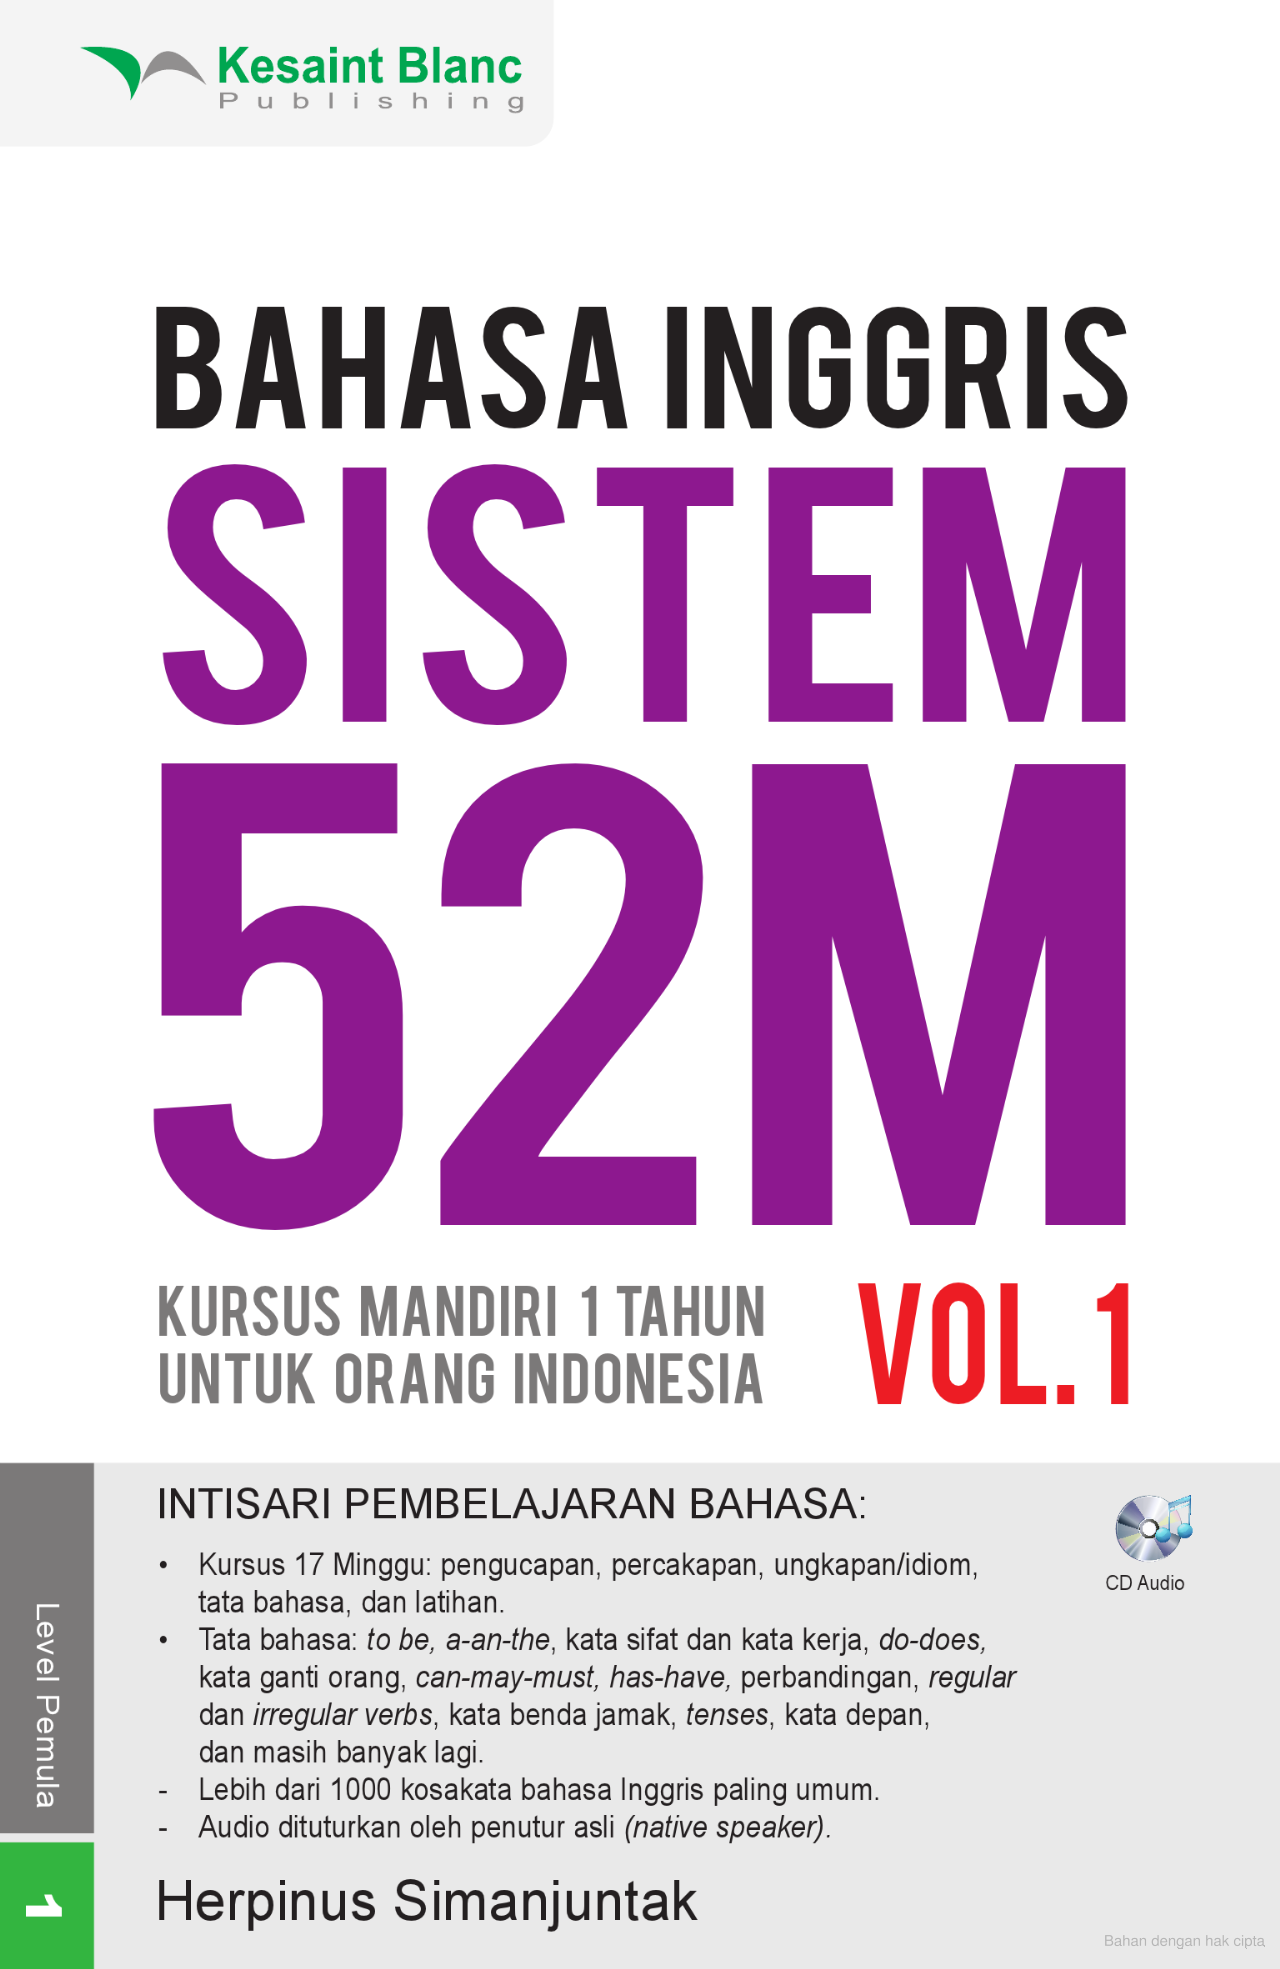 Kesaint Blanc
Publishing
BAHASA INGGRIS
SISTEM
52M
KURSUS MANDIRI 1 TAHUN
UNTUK ORANG INDONESIA
VOL.1
INTISARI PEMBELAJARAN BAHASA:
• Kursus 17 Minggu: pengucapan, percakapan, ungkapan/idiom,
tata bahasa, dan latihan.
• Tata bahasa: to be, a-an-the, kata sifat dan kata kerja, do-does,
kata ganti orang, can-may-must, has-have, perbandingan, regular
dan irregular verbs, kata benda jamak, tenses, kata depan,
dan masih banyak lagi.
- Lebih dari 1000 kosakata bahasa Inggris paling umum.
- Audio dituturkan oleh penutur asli (native speaker).
CD Audio
Level Pemula
1
Herpinus Simanjuntak
Bahan dengan hak cipta